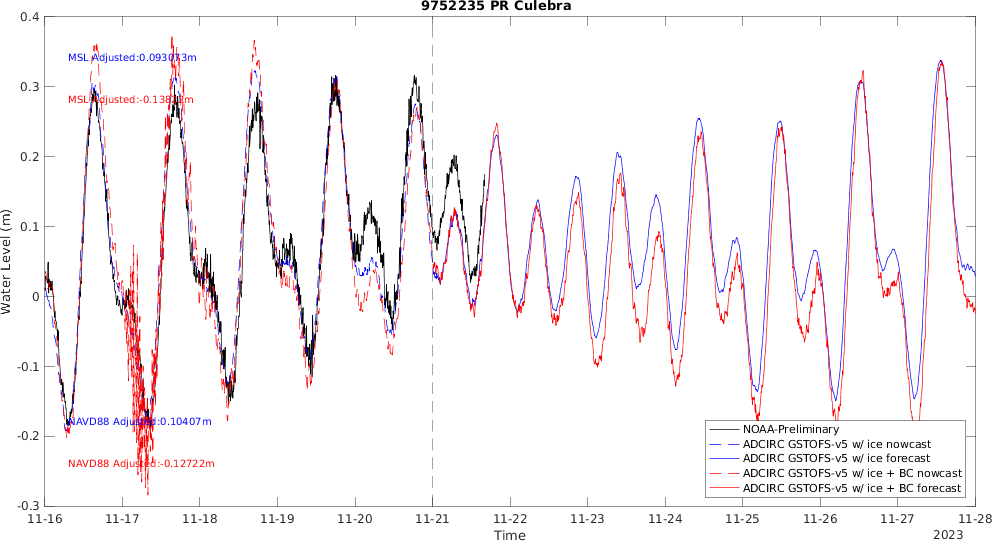 9752235 PR Culebra
0.4
0.3
0.2
0.1
0
-0.1
-0.2
-0.3
Water Level (m)
MSL Adjusted:0.093073m
MSL Adjusted:
NAVD88 Adjusted:0.10407m
NAVD88 Adjusted:-0.12722m
NOAA-Preliminary
ADCIRC GSTOFS-v5 w/ ice nowcast
ADCIRC GSTOFS-v5 w/ ice forecast
ADCIRC GSTOFS-v5 w/ ice + BC nowcast
ADCIRC GSTOFS-v5 w/ ice + BC forecast
11-16 11-17 11-18 11-19 11-20 11-21 11-22 11-23 11-24 11-25 11-26 11-27 11-28
Time
2023